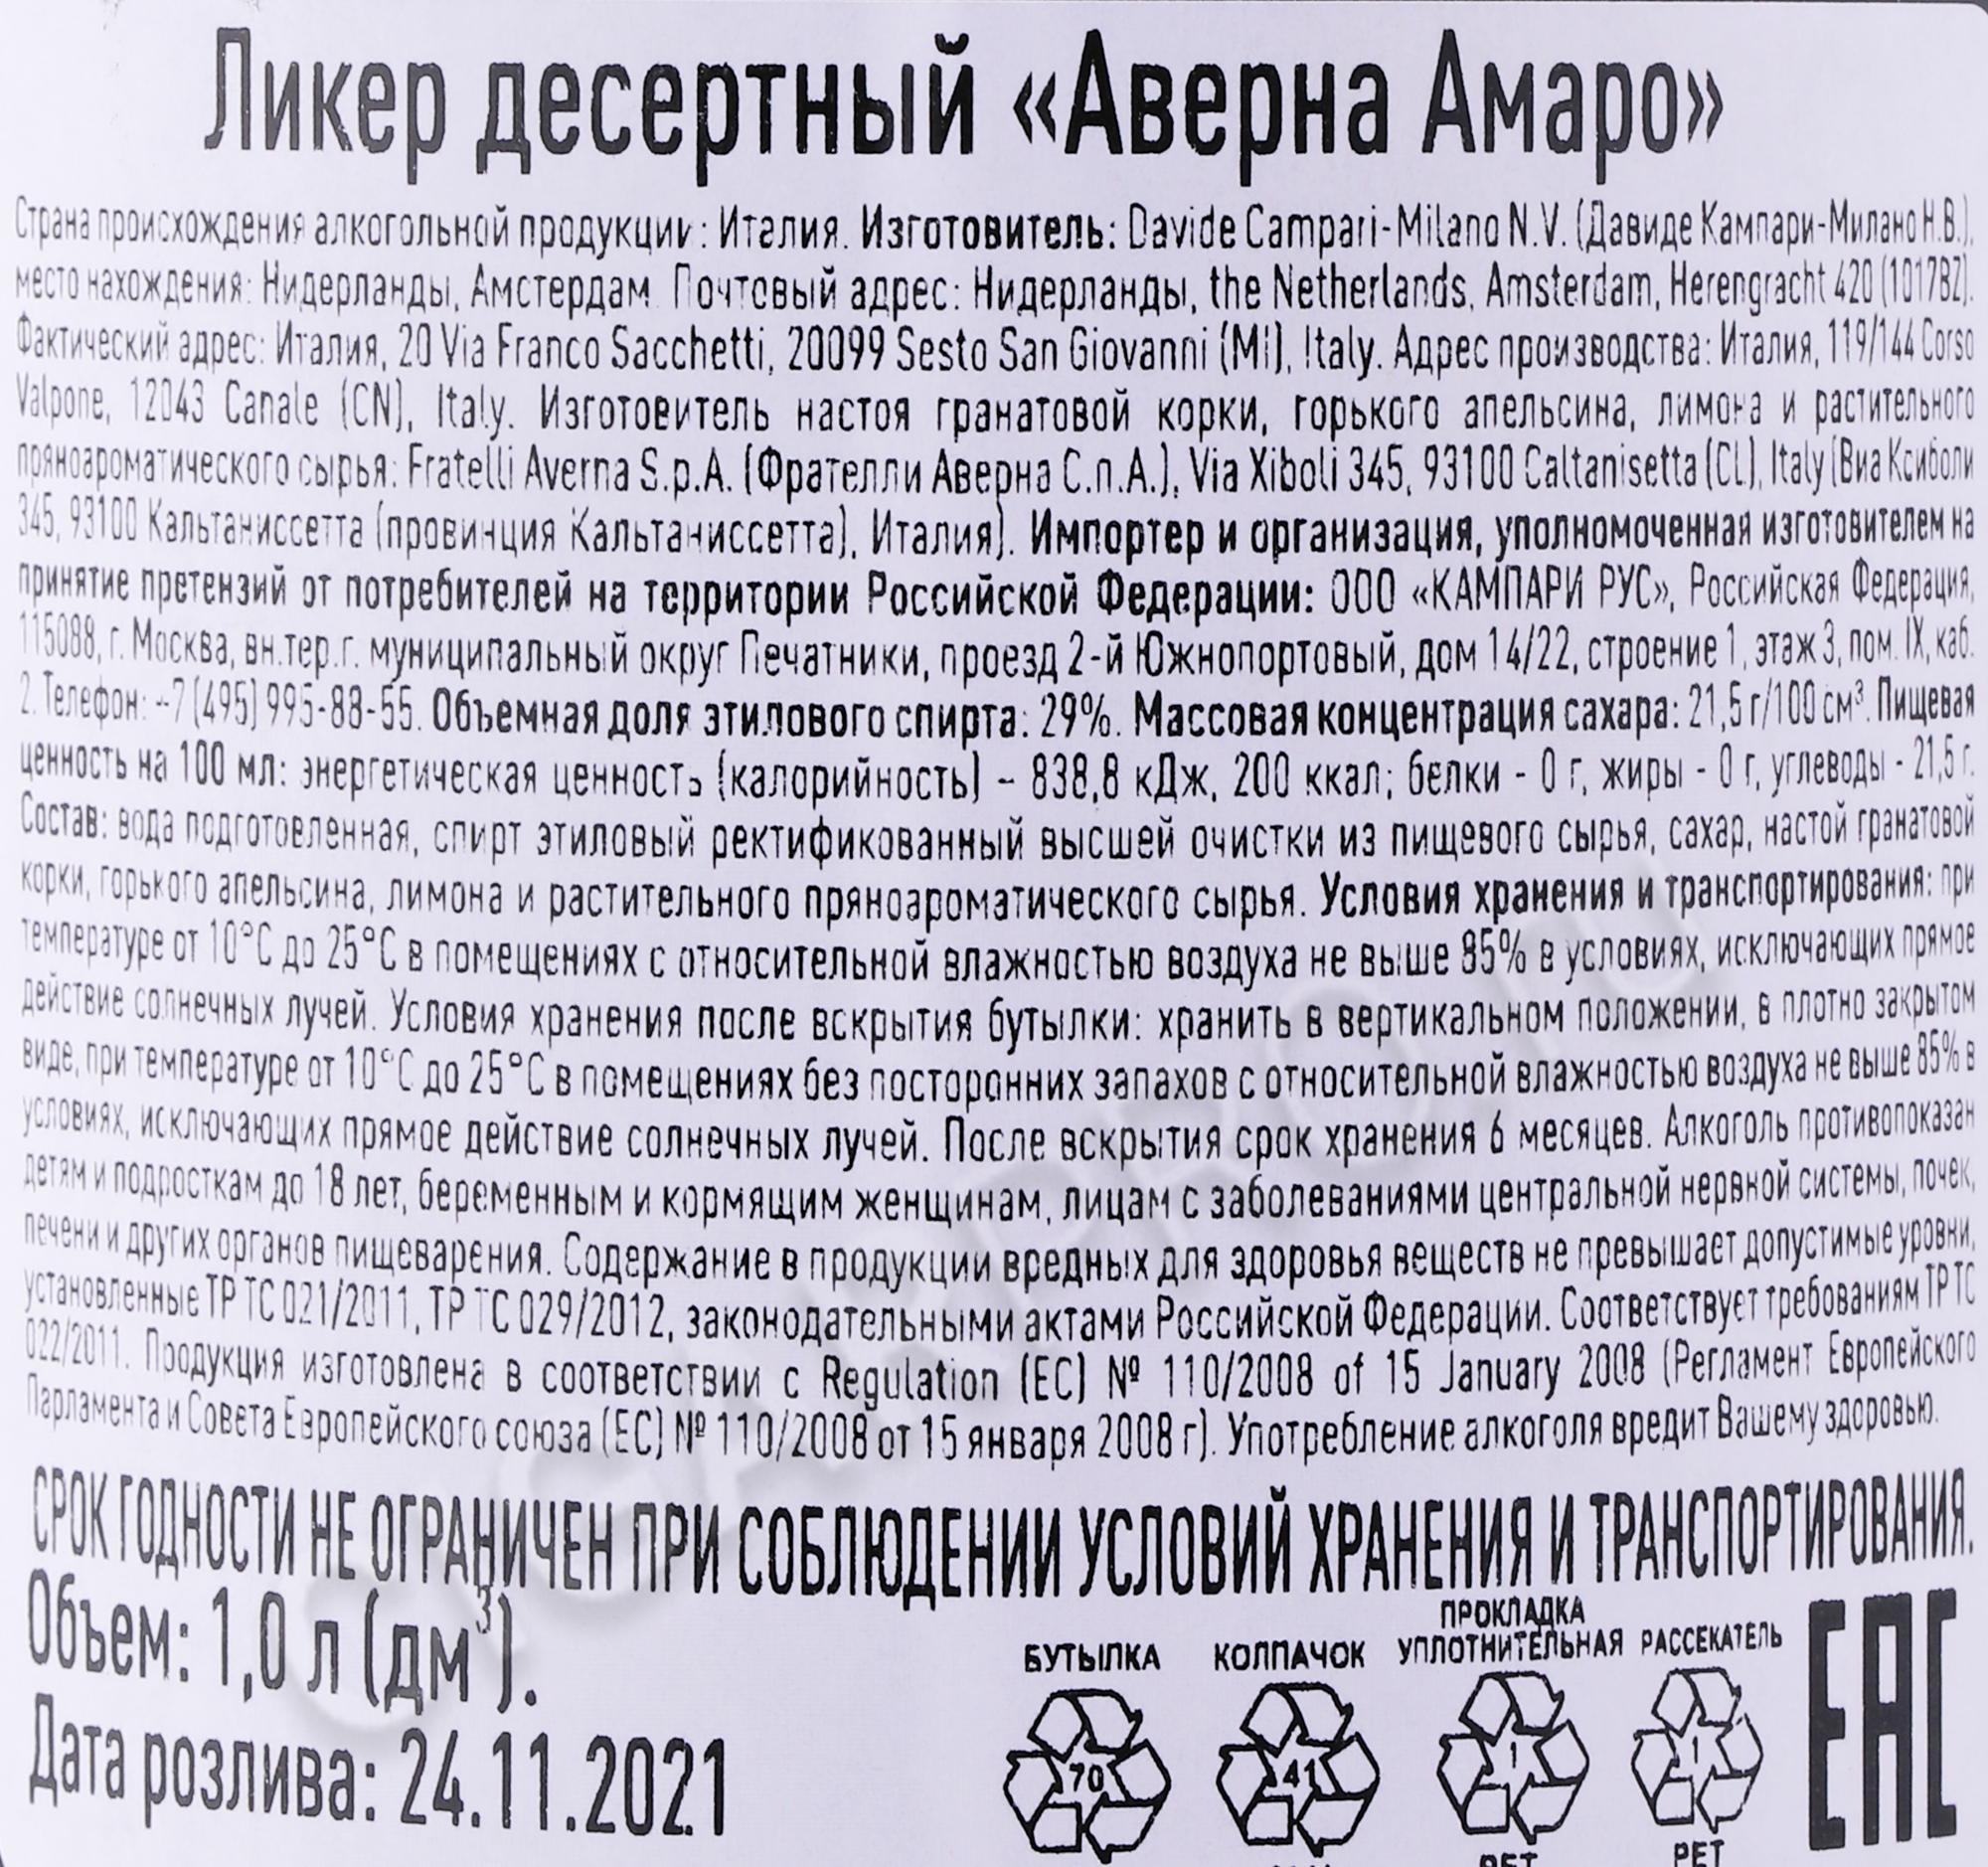 Ликер десертный «Аверна Амаро»
Страна происхождения алкогольной продукции: Италия. Изготовитель: Davide Campari-Milano N.V. (Давиде Кампари-Милано Н.В.),
место нахождения: Нидерланды, Амстердам. Почтовый адрес: Нидерланды, the Netherlands, Amsterdam, Herengracht 420 (1017BZ).
Фактический адрес: Италия, 20 Via Franco Sacchetti, 20099 Sesto San Giovanni (MI), Italy. Адрес производства: Италия, 119/144 Corso
Valpone, 12043 Canale (CN), Italy. Изготовитель настоя гранатовой корки, горького апельсина, лимона и растительного
пряноароматического сырья: Fratelli Averna S.p.A. (Фрателли Аверна С.п.А.), Via Xiboli 345, 93100 Caltanisetta (CL), Italy (Виа Ксиболи
345, 93100 Кальтаниссетта (провинция Кальтаниссетта), Италия). Импортер и организация, уполномоченная изготовителем на
принятие претензий от потребителей на территории Российской Федерации: ООО «КАМПАРИ РУС», Российская Федерация,
115088, г. Москва, вн.тер.г. муниципальный округ Печатники, проезд 2-й Южнопортовый, дом 14/22, строение 1, этаж 3, пом. IX, каб.
2. Телефон: +7 (495) 995-88-55. Объемная доля этилового спирта: 29%. Массовая концентрация сахара: 21,5 г/100 см³. Пищевая
ценность на 100 мл: энергетическая ценность (калорийность) – 838,8 кДж, 200 ккал; белки - 0 г, жиры - 0 г, углеводы - 21,5 г.
Состав: вода подготовленная, спирт этиловый ректификованный высшей очистки из пищевого сырья, сахар, настой гранатовой
корки, горького апельсина, лимона и растительного пряноароматического сырья. Условия хранения и транспортирования: при
температуре от 10°С до 25°С в помещениях с относительной влажностью воздуха не выше 85% в условиях, исключающих прямое
действие солнечных лучей. Условия хранения после вскрытия бутылки: хранить в вертикальном положении, в плотно закрытом
виде, при температуре от 10°С до 25°С в помещениях без посторонних запахов с относительной влажностью воздуха не выше 85% в
условиях, исключающих прямое действие солнечных лучей. После вскрытия срок хранения 6 месяцев. Алкоголь противопоказан
детям и подросткам до 18 лет, беременным и кормящим женщинам, лицам с заболеваниями центральной нервной системы, почек,
печени и других органов пищеварения. Содержание в продукции вредных для здоровья веществ не превышает допустимые уровни,
установленные ТР ТС 021/2011, ТР ТС 029/2012, законодательными актами Российской Федерации. Соответствует требованиям ТР ТС
022/2011. Продукция изготовлена в соответствии с Regulation (EC) № 110/2008 of 15 January 2008 (Регламент Европейского
Парламента и Совета Европейского союза (ЕС) № 110/2008 от 15 января 2008 г). Употребление алкоголя вредит Вашему здоровью.
СРОК ГОДНОСТИ НЕ ОГРАНИЧЕН ПРИ СОБЛЮДЕНИИ УСЛОВИЙ ХРАНЕНИЯ И ТРАНСПОРТИРОВАНИЯ.
Объем: 1,0 л (дм³).
Дата розлива: 24.11.2021
БУТЫЛКА КОЛПАЧОК ПРОКЛАДКА УПЛОТНИТЕЛЬНАЯ РАССЕКАТЕЛЬ
70 41 1 1
PET PET
EAC
CIGARPRO.ru